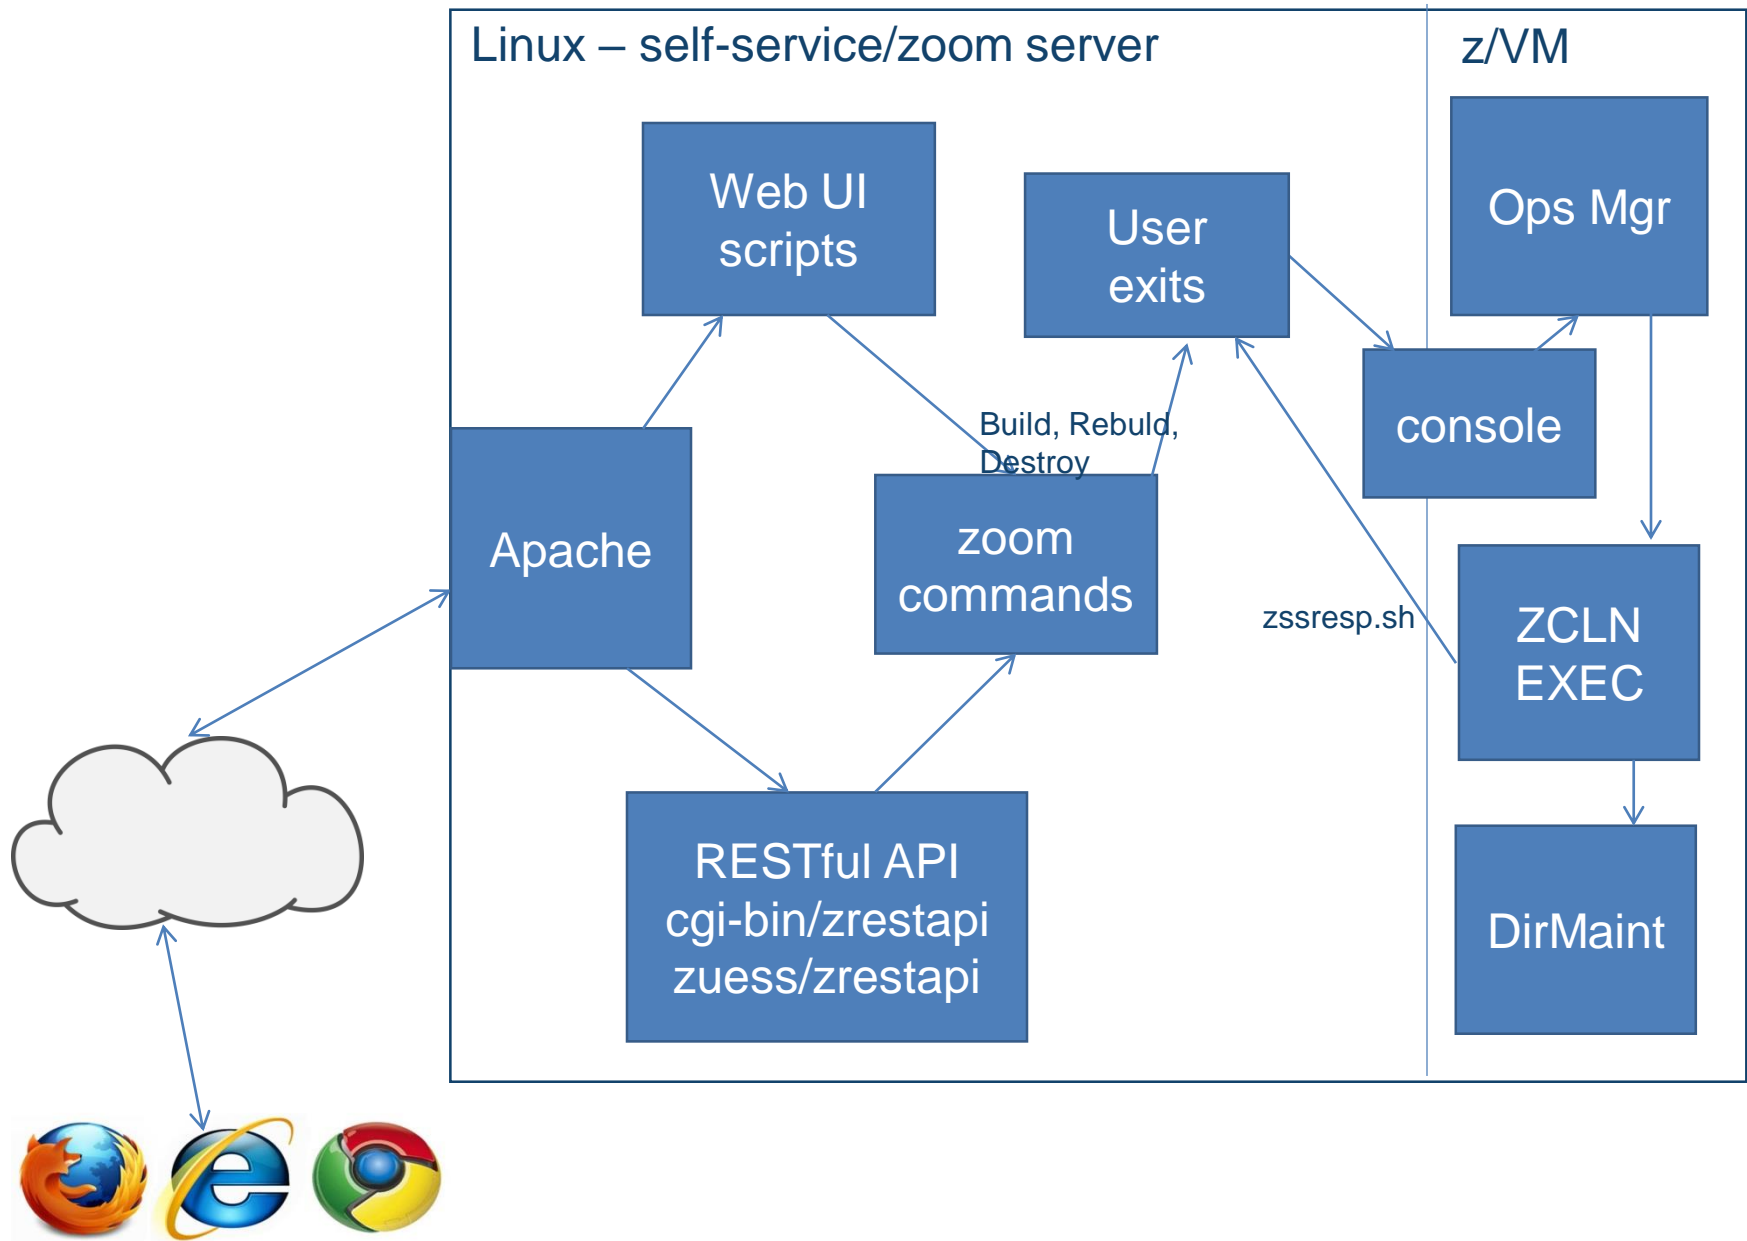 Linux – self-service/zoom server
z/VM
Web UI
scripts
User
exits
Ops Mgr
console
Build, Rebuld,
Destroy
Apache
zoom
commands
zssresp.sh
ZCLN
EXEC
RESTful API
cgi-bin/zrestapi
zuess/zrestapi
DirMaint